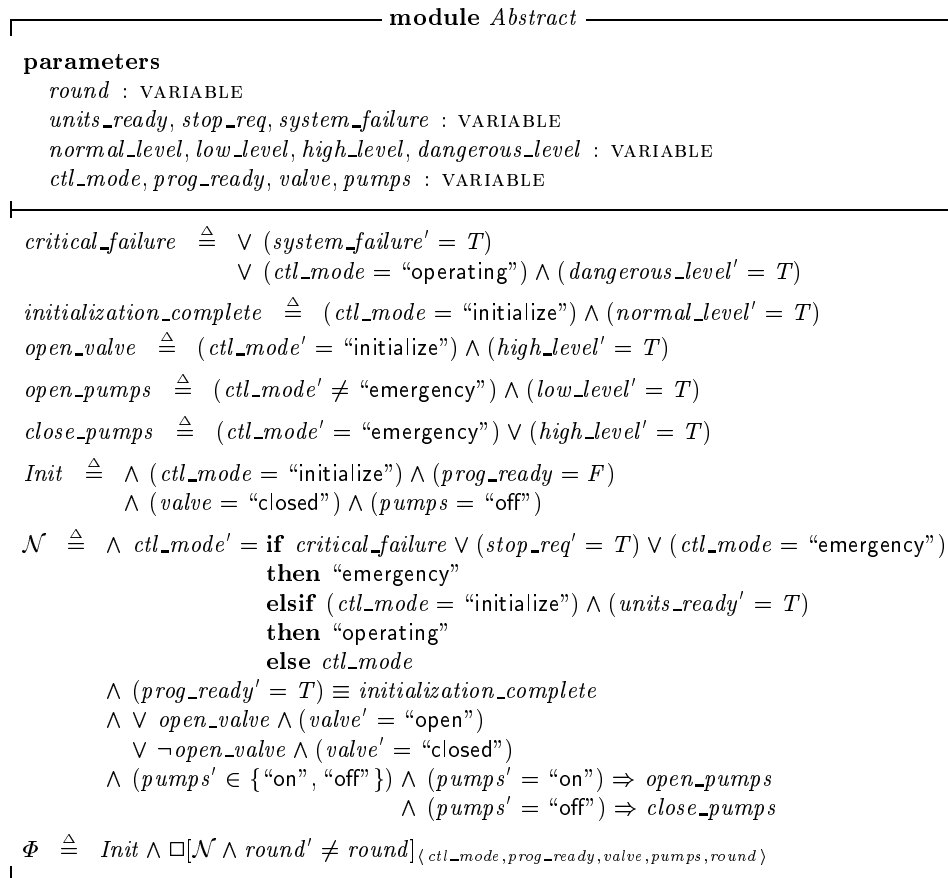 module Abstract
parameters
round : VARIABLE
units_ready, stop_req, system_failure : VARIABLE
normal_level, low_level, high_level, dangerous_level : VARIABLE
ctl_mode, prog_ready, valve, pumps : VARIABLE
critical_failure ≜ ∨ (system_failure′ = T)
∨ (ctl_mode = “operating”) ∧ (dangerous_level′ = T)
initialization_complete ≜ (ctl_mode = “initialize”) ∧ (normal_level′ = T)
open_valve ≜ (ctl_mode′ = “initialize”) ∧ (high_level′ = T)
open_pumps ≜ (ctl_mode′ ≠ “emergency”) ∧ (low_level′ = T)
close_pumps ≜ (ctl_mode′ = “emergency”) ∨ (high_level′ = T)
Init ≜ ∧ (ctl_mode = “initialize”) ∧ (prog_ready = F)
∧ (valve = “closed”) ∧ (pumps = “off”)
𝒩 ≜ ∧ ctl_mode′ = if critical_failure ∨ (stop_req′ = T) ∨ (ctl_mode = “emergency”)
then “emergency”
elsif (ctl_mode = “initialize”) ∧ (units_ready′ = T)
then “operating”
else ctl_mode
∧ (prog_ready′ = T) ≡ initialization_complete
∧ ∨ open_valve ∧ (valve′ = “open”)
∨ ¬open_valve ∧ (valve′ = “closed”)
∧ (pumps′ ∈ {“on”, “off”}) ∧ (pumps′ = “on”) ⇒ open_pumps
∧ (pumps′ = “off”) ⇒ close_pumps
Φ ≜ Init ∧ □[𝒩 ∧ round′ ≠ round]⟨ctl_mode,prog_ready,valve,pumps,round⟩